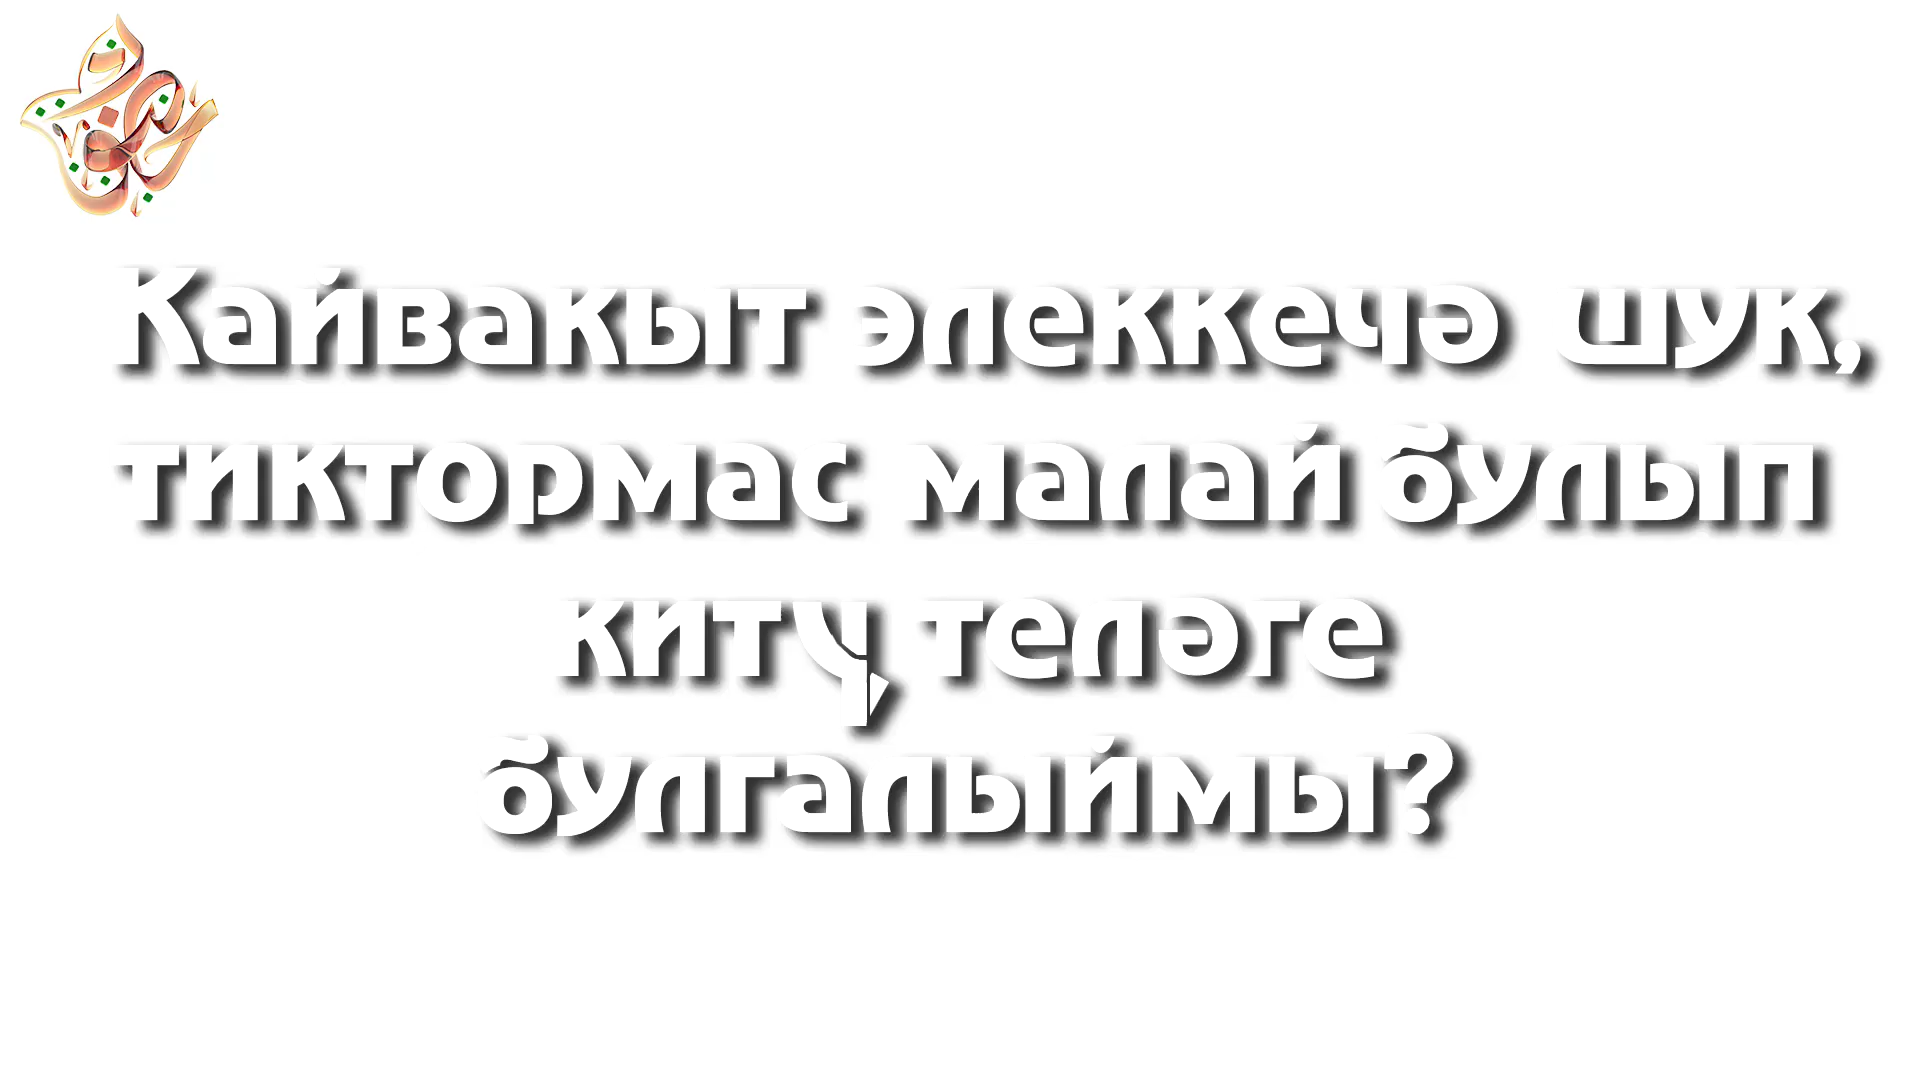 Кайвакыт элеккечә шук,
тиктормас малай булып
китү теләге
булгалыймы?